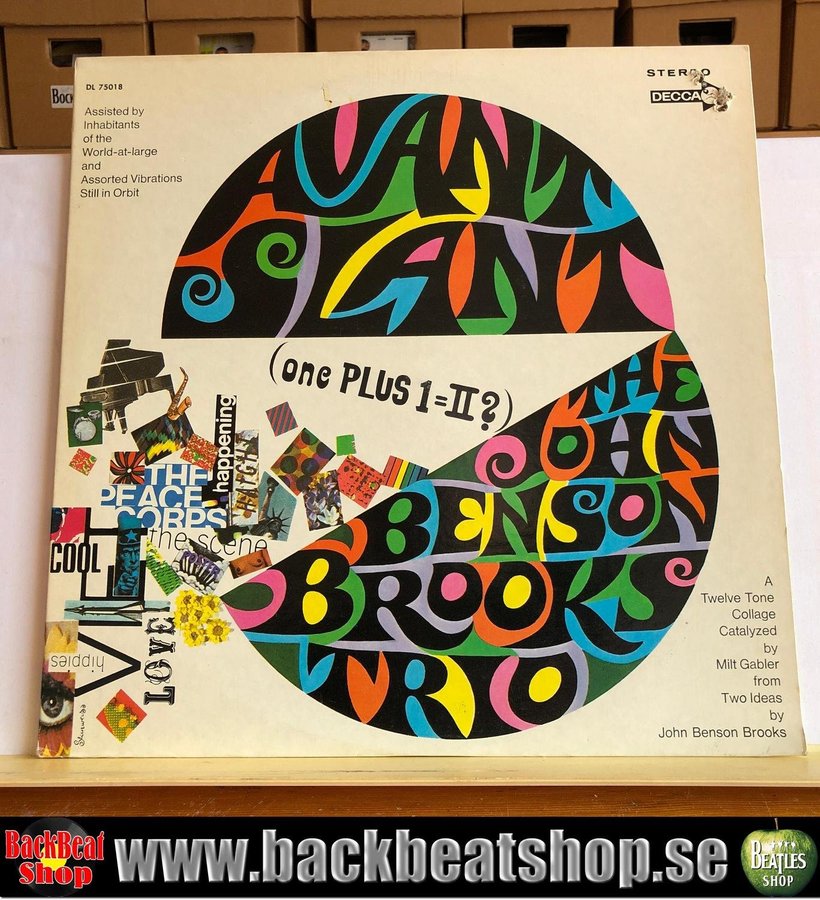 DL 75018
STEREO
DECCA
Assisted by
Inhabitants
of the
World-at-large
and
Assorted Vibrations
Still in Orbit
AVANT
SLANT
(one PLUS 1=II?)
THE
JOHN
BENSON
BROOKS
TRIO
happening
THE
PEACE
CORPS
the scene
COOL
VIET
LOVE
hippies
A
Twelve Tone
Collage
Catalyzed
by
Milt Gabler
from
Two Ideas
by
John Benson Brooks
BackBeat
Shop
www.backbeatshop.se
BEATLES
SHOP